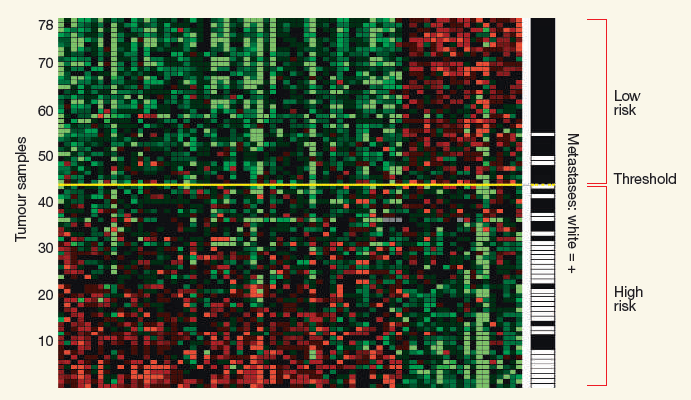 78
70
60
50
40
30
20
10
Tumour samples
Metastases: white = +
Low
risk
Threshold
High
risk